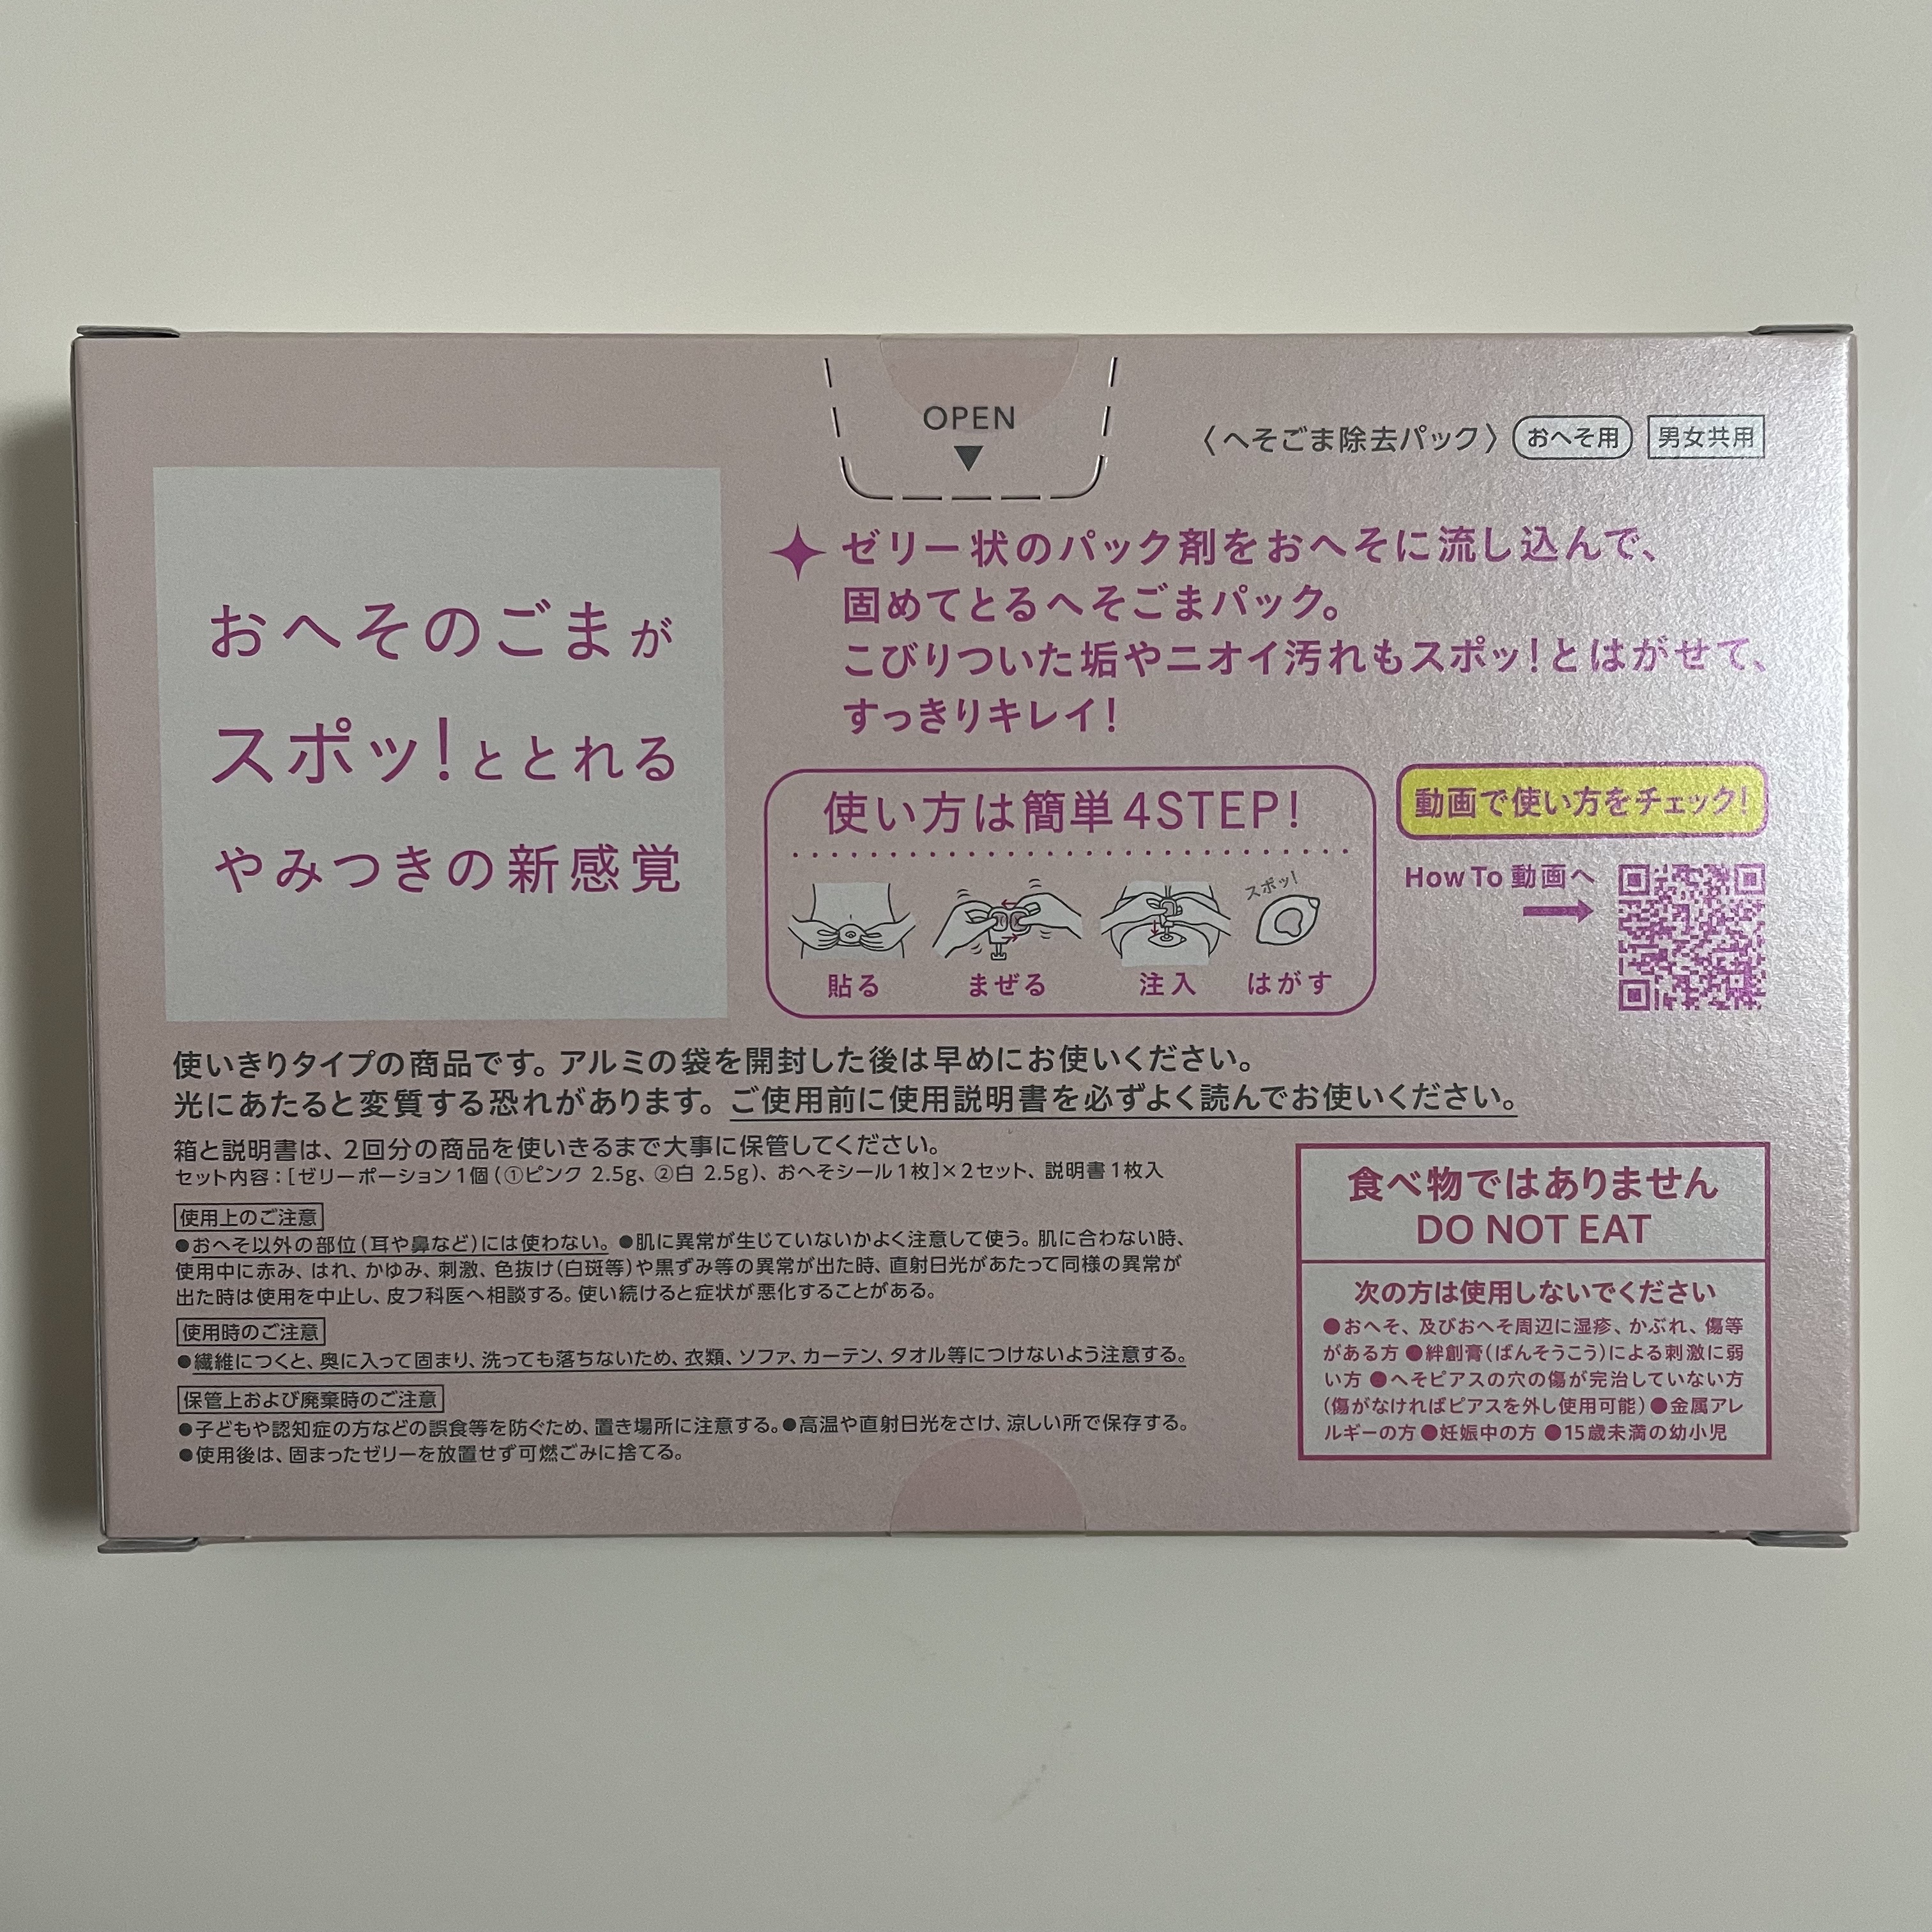 OPEN
〈へそごま除去パック〉 おへそ用 男女共用
おへそのごまが
スポッ!ととれる
やみつきの新感覚
ゼリー状のパック剤をおへそに流し込んで、
固めてとるへそごまパック。
こびりついた垢やニオイ汚れもスポッ!とはがせて、
すっきりキレイ!
使い方は簡単4STEP!
スポッ!
貼る まぜる 注入 はがす
動画で使い方をチェック!
How To 動画へ
使いきりタイプの商品です。アルミの袋を開封した後は早めにお使いください。
光にあたると変質する恐れがあります。ご使用前に使用説明書を必ずよく読んでお使いください。
箱と説明書は、2回分の商品を使いきるまで大事に保管してください。
セット内容:[ゼリーポーション1個(①ピンク 2.5g、②白 2.5g)、おへそシール1枚]×2セット、説明書1枚入
使用上のご注意
●おへそ以外の部位(耳や鼻など)には使わない。●肌に異常が生じていないかよく注意して使う。肌に合わない時、
使用中に赤み、はれ、かゆみ、刺激、色抜け(白斑等)や黒ずみ等の異常が出た時、直射日光があたって同様の異常が
出た時は使用を中止し、皮フ科医へ相談する。使い続けると症状が悪化することがある。
使用時のご注意
●繊維につくと、奥に入って固まり、洗っても落ちないため、衣類、ソファ、カーテン、タオル等につけないよう注意する。
保管上および廃棄時のご注意
●子どもや認知症の方などの誤食等を防ぐため、置き場所に注意する。●高温や直射日光をさけ、涼しい所で保存する。
●使用後は、固まったゼリーを放置せず可燃ごみに捨てる。
食べ物ではありません
DO NOT EAT
次の方は使用しないでください
●おへそ、及びおへそ周辺に湿疹、かぶれ、傷等
がある方 ●絆創膏(ばんそうこう)による刺激に弱
い方 ●へそピアスの穴の傷が完治していない方
(傷がなければピアスを外し使用可能) ●金属アレ
ルギーの方 ●妊娠中の方 ●15歳未満の幼小児